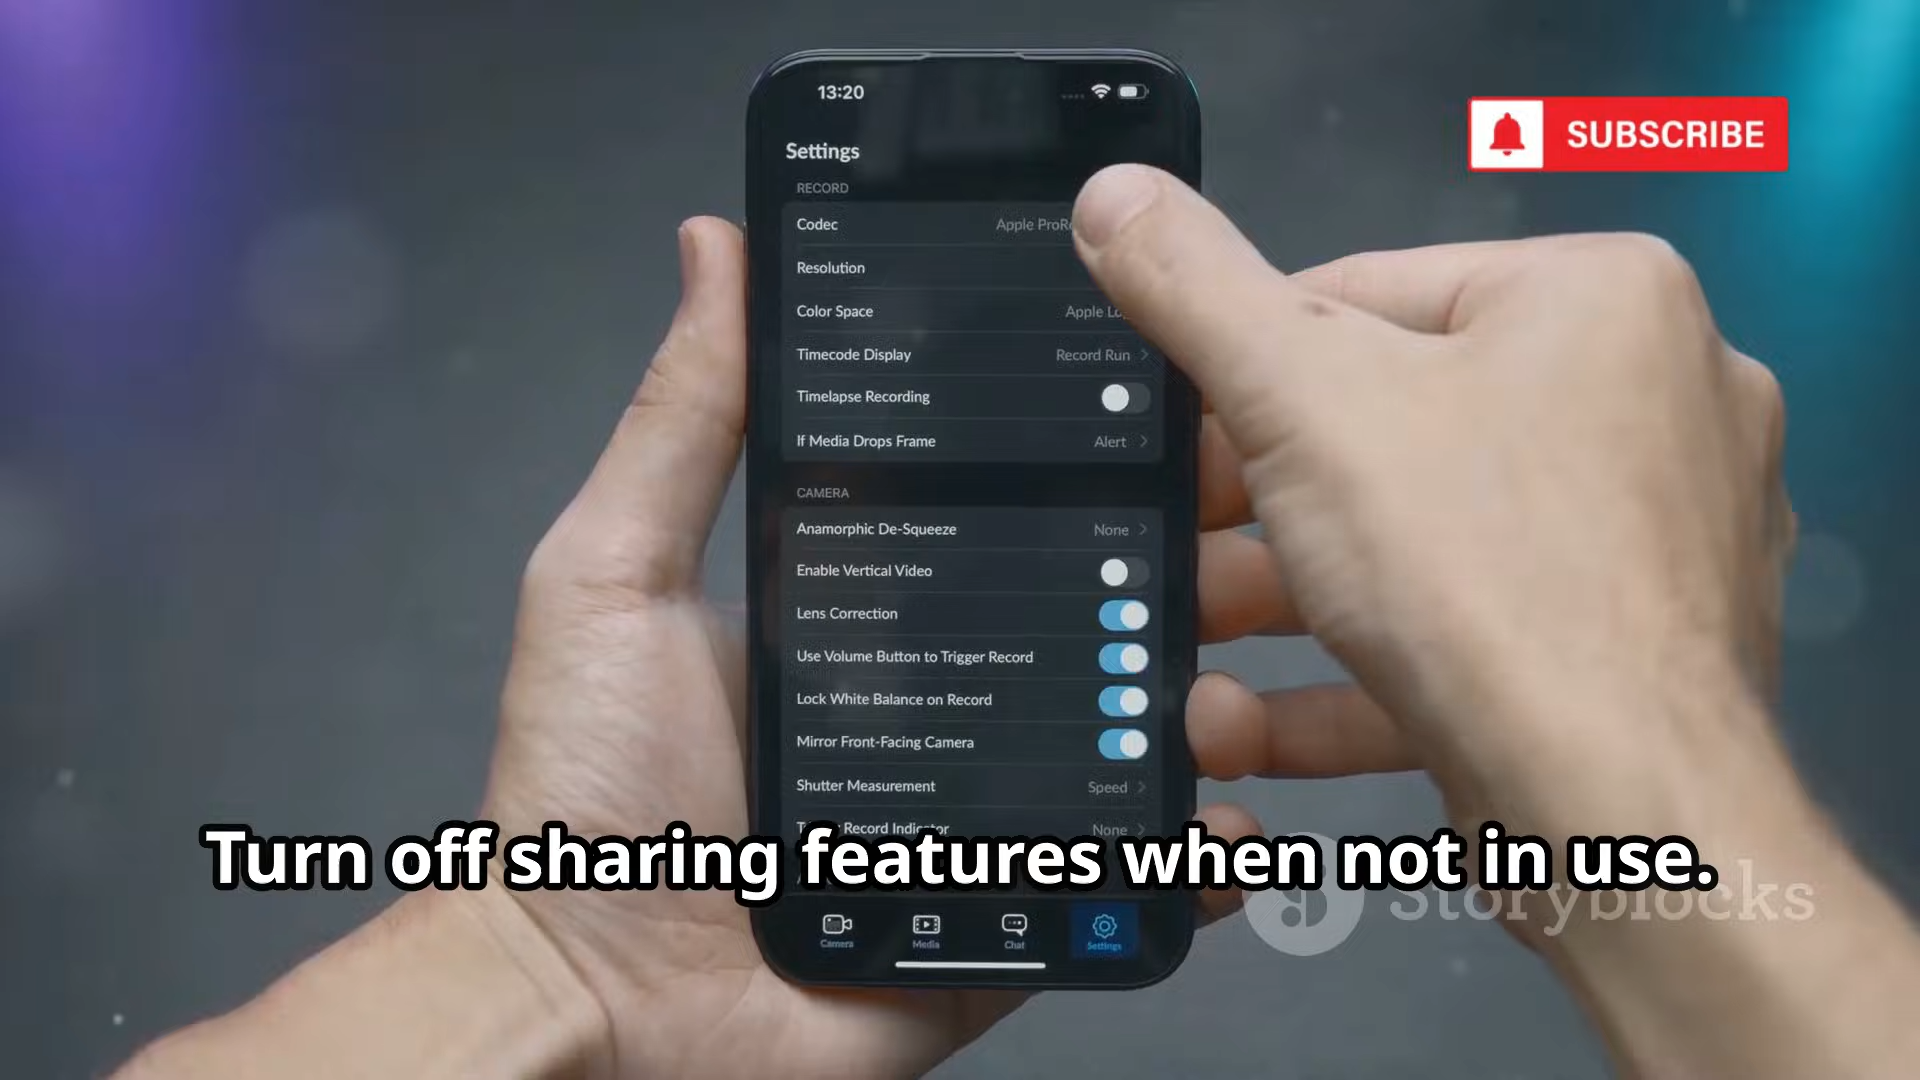 13:20
SUBSCRIBE
Settings
RECORD
Codec
Resolution
Color Space
Timecode Display Record Run
Timelapse Recording
If Media Drops Frame Alert
CAMERA
Anamorphic De-Squeeze None
Enable Vertical Video
Lens Correction
Use Volume Button to Trigger Record
Lock White Balance on Record
Mirror Front-Facing Camera
Shutter Measurement Speed
Record Indicator None
Turn off sharing features when not in use.
Storyblocks
Camera Media Chat Settings